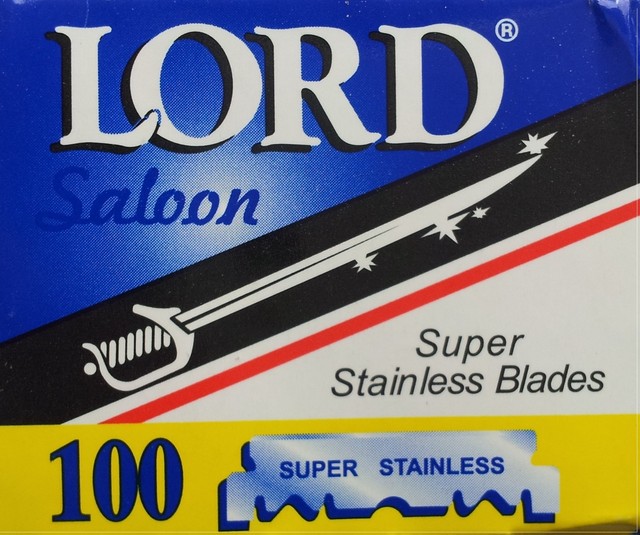 LORD®
Saloon
Super
Stainless Blades
100
SUPER STAINLESS